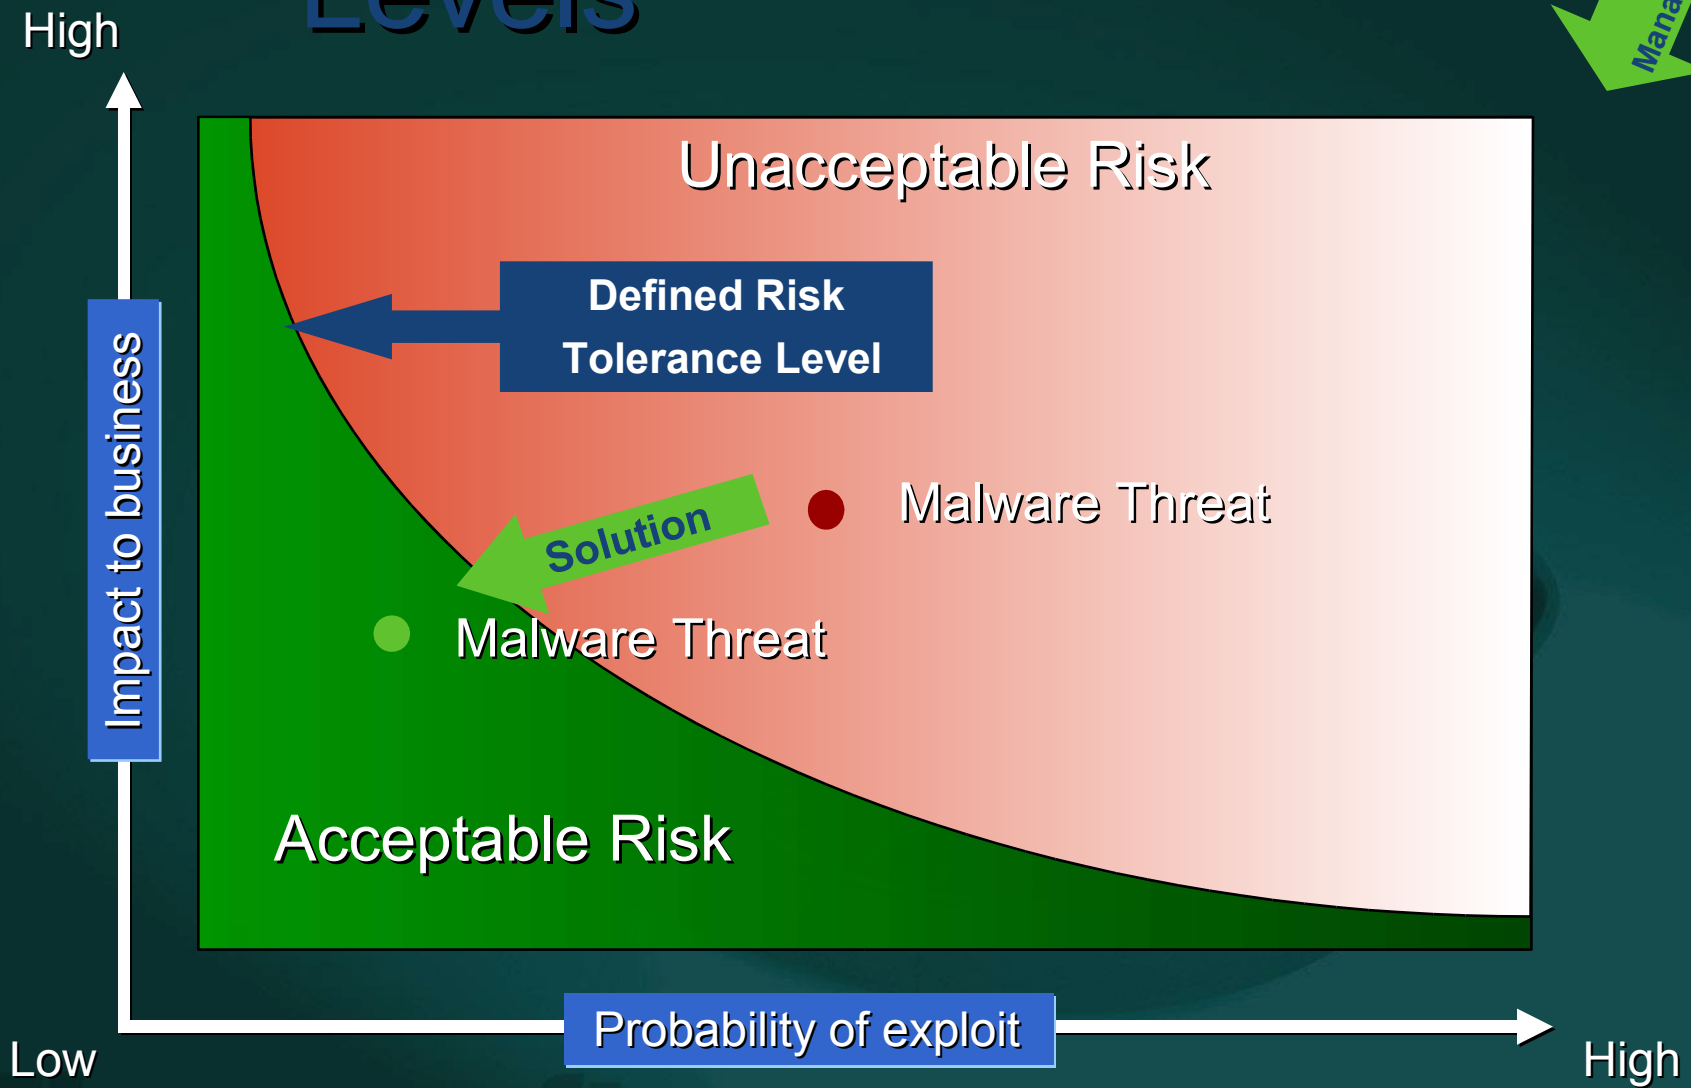 Levels
High
Unacceptable Risk
Defined Risk
Tolerance Level
Impact to business
Malware Threat
Solution
Malware Threat
Acceptable Risk
Probability of exploit
Low
High